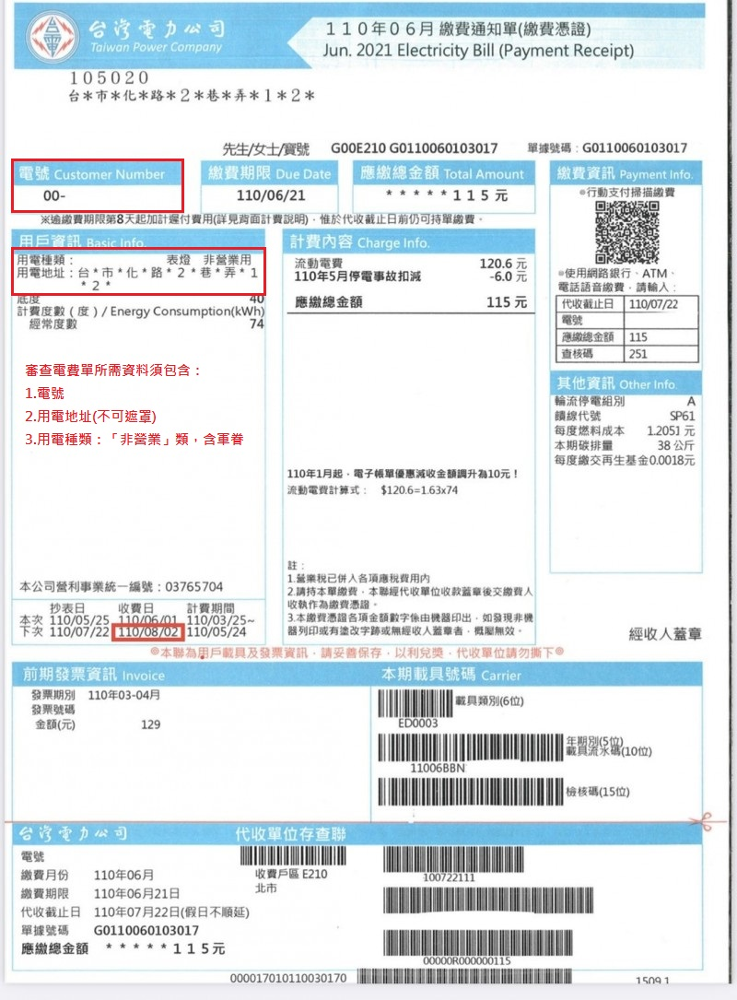 台灣電力公司
Taiwan Power Company
110年06月 繳費通知單(繳費憑證)
Jun. 2021 Electricity Bill (Payment Receipt)
105020
台*市*化*路*2*巷*弄*1*2*
先生/女士/寶號 G00E210 G0110060103017 單據號碼：G0110060103017
電號 Customer Number
00-
繳費期限 Due Date
110/06/21
應繳總金額 Total Amount
* * * * * 115 元
※逾繳費期限第8天起加計遲付費用(詳見背面計費說明)，惟於代收截止日前仍可持單繳費。
用戶資訊 Basic Info.
用電種類： 表燈 非營業用
用電地址：台*市*化*路*2*巷*弄*1
*2*
底度 40
計費度數（度）/ Energy Consumption(kWh)
經常度數 74
審查電費單所需資料須包含：
1.電號
2.用電地址(不可遮罩)
3.用電種類：「非營業」類，含軍眷
本公司營利事業統一編號：03765704
抄表日 收費日 計費期間
本次 110/05/25 110/06/01 110/03/25~
下次 110/07/22 110/08/02 110/05/24
計費內容 Charge Info.
流動電費 120.6 元
110年5月停電事故扣減 -6.0 元
應繳總金額 115 元
110年1月起，電子帳單優惠減收金額調升為10元！
流動電費計算式： $120.6=1.63x74
註：
1.營業稅已併入各項應稅費用內
2.請持本單繳費，本聯經代收單位收款蓋章後交繳費人
收執作為繳費憑證。
3.本繳費憑證各項金額數字係由機器印出，如發現非機
器列印或有塗改字跡或無經收人蓋章者，概屬無效。
繳費資訊 Payment Info.
◎行動支付掃描繳費
◎使用網路銀行、ATM、
電話語音繳費，請輸入：
代收截止日 110/07/22
電號
應繳總金額 115
查核碼 251
其他資訊 Other Info.
輪流停電組別 A
饋線代號 SP61
每度燃料成本 1.2051 元
本期碳排量 38 公斤
每度繳交再生基金0.0018元
經收人蓋章
◎本聯為用戶載具及發票資訊，請妥善保存，以利兌獎，代收單位請勿撕下◎
前期發票資訊 Invoice
發票期別 110年03-04月
發票號碼
金額(元) 129
本期載具號碼 Carrier
載具類別(6位)
ED0003
年期別(5位)
載具流水碼(10位)
11006BBN
檢核碼(15位)
台灣電力公司 代收單位存查聯
電號
繳費月份 110年06月
繳費期限 110年06月21日
代收截止日 110年07月22日(假日不順延)
單據號碼 G0110060103017
應繳總金額 * * * * * 115元
收費戶區 E210
北市
100722111
00000R000000115
000017010110030170
1509.1